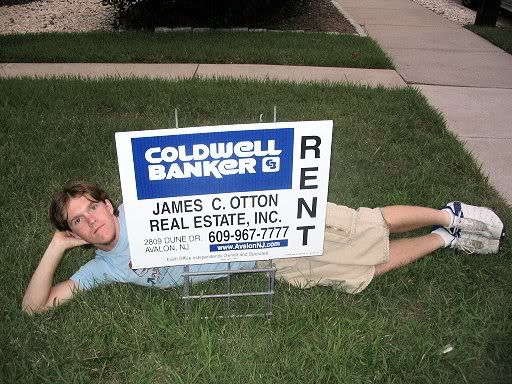 COLDWELL
BANKER CB
RENT
JAMES C. OTTON
REAL ESTATE, INC.
2809 DUNE DR. 609-967-7777
AVALON, NJ www.AvalonNJ.com
Each Office Independently Owned and Operated